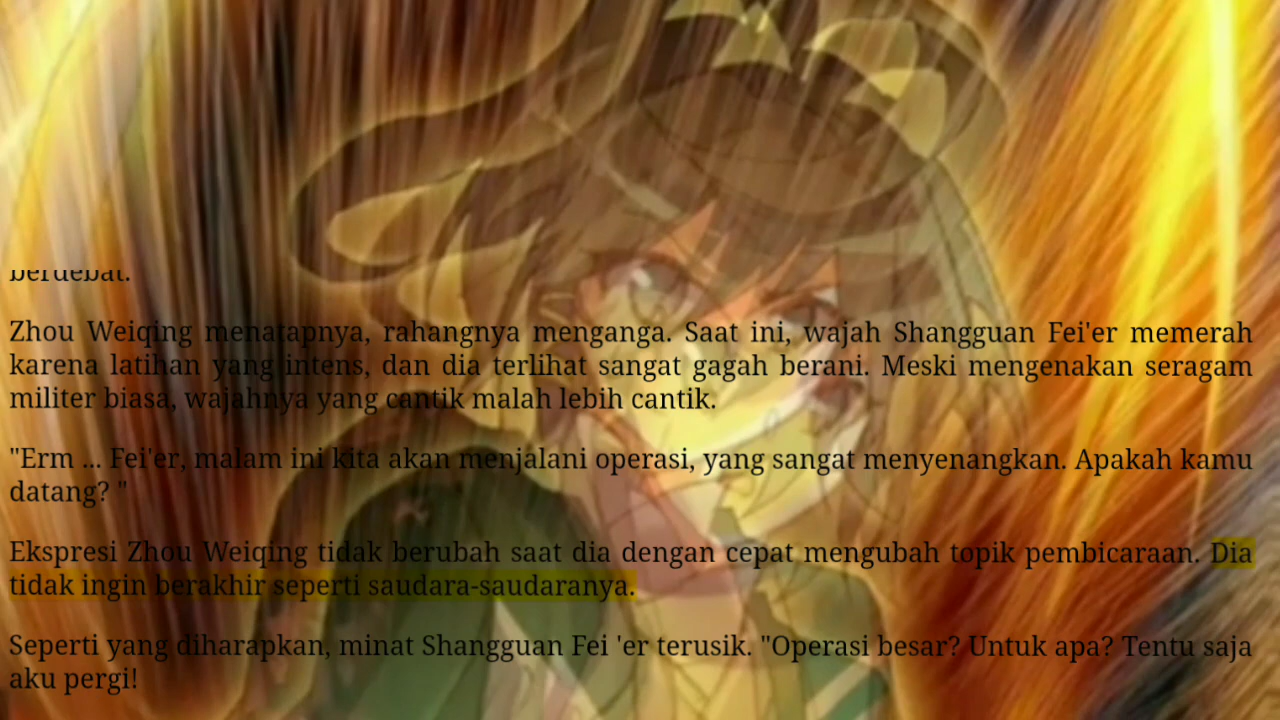 berdebat.
Zhou Weiqing menatapnya, rahangnya menganga. Saat ini, wajah Shangguan Fei'er memerah
karena latihan yang intens, dan dia terlihat sangat gagah berani. Meski mengenakan seragam
militer biasa, wajahnya yang cantik malah lebih cantik.
"Erm ... Fei'er, malam ini kita akan menjalani operasi, yang sangat menyenangkan. Apakah kamu
datang? "
Ekspresi Zhou Weiqing tidak berubah saat dia dengan cepat mengubah topik pembicaraan. Dia
tidak ingin berakhir seperti saudara-saudaranya.
Seperti yang diharapkan, minat Shangguan Fei 'er terusik. "Operasi besar? Untuk apa? Tentu saja
aku pergi!